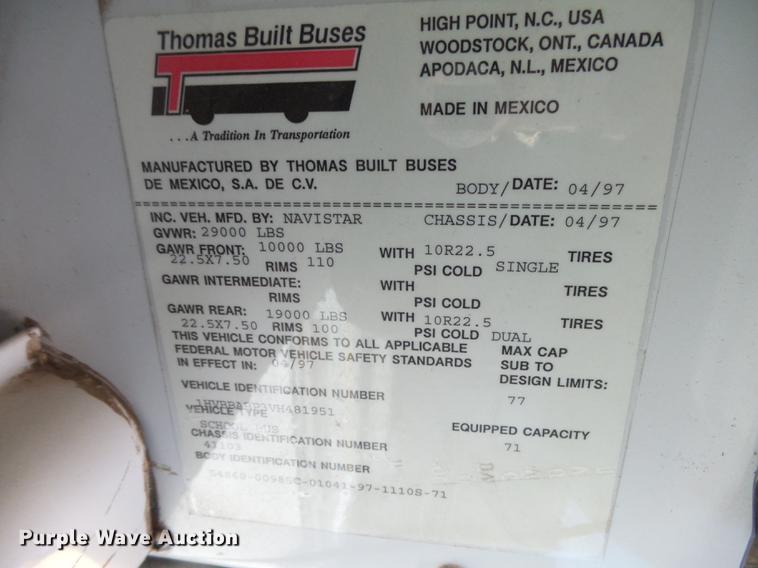 Thomas Built Buses
...A Tradition In Transportation
HIGH POINT, N.C., USA
WOODSTOCK, ONT., CANADA
APODACA, N.L., MEXICO
MADE IN MEXICO
MANUFACTURED BY THOMAS BUILT BUSES
DE MEXICO, S.A. DE C.V. BODY/DATE: 04/97
INC. VEH. MFD. BY: NAVISTAR CHASSIS/DATE: 04/97
GVWR: 29000 LBS
GAWR FRONT: 10000 LBS WITH 10R22.5 TIRES
22.5X7.50 RIMS 110 PSI COLD SINGLE
GAWR INTERMEDIATE: WITH TIRES
RIMS PSI COLD
GAWR REAR: 19000 LBS WITH 10R22.5 TIRES
22.5X7.50 RIMS 100 PSI COLD DUAL
THIS VEHICLE CONFORMS TO ALL APPLICABLE
FEDERAL MOTOR VEHICLE SAFETY STANDARDS
IN EFFECT IN: 04/97
MAX CAP
SUB TO
DESIGN LIMITS:
77
VEHICLE IDENTIFICATION NUMBER
VEHICLE TYPE
SCHOOL BUS
EQUIPPED CAPACITY
71
CHASSIS IDENTIFICATION NUMBER
BODY IDENTIFICATION NUMBER
Purple Wave Auction